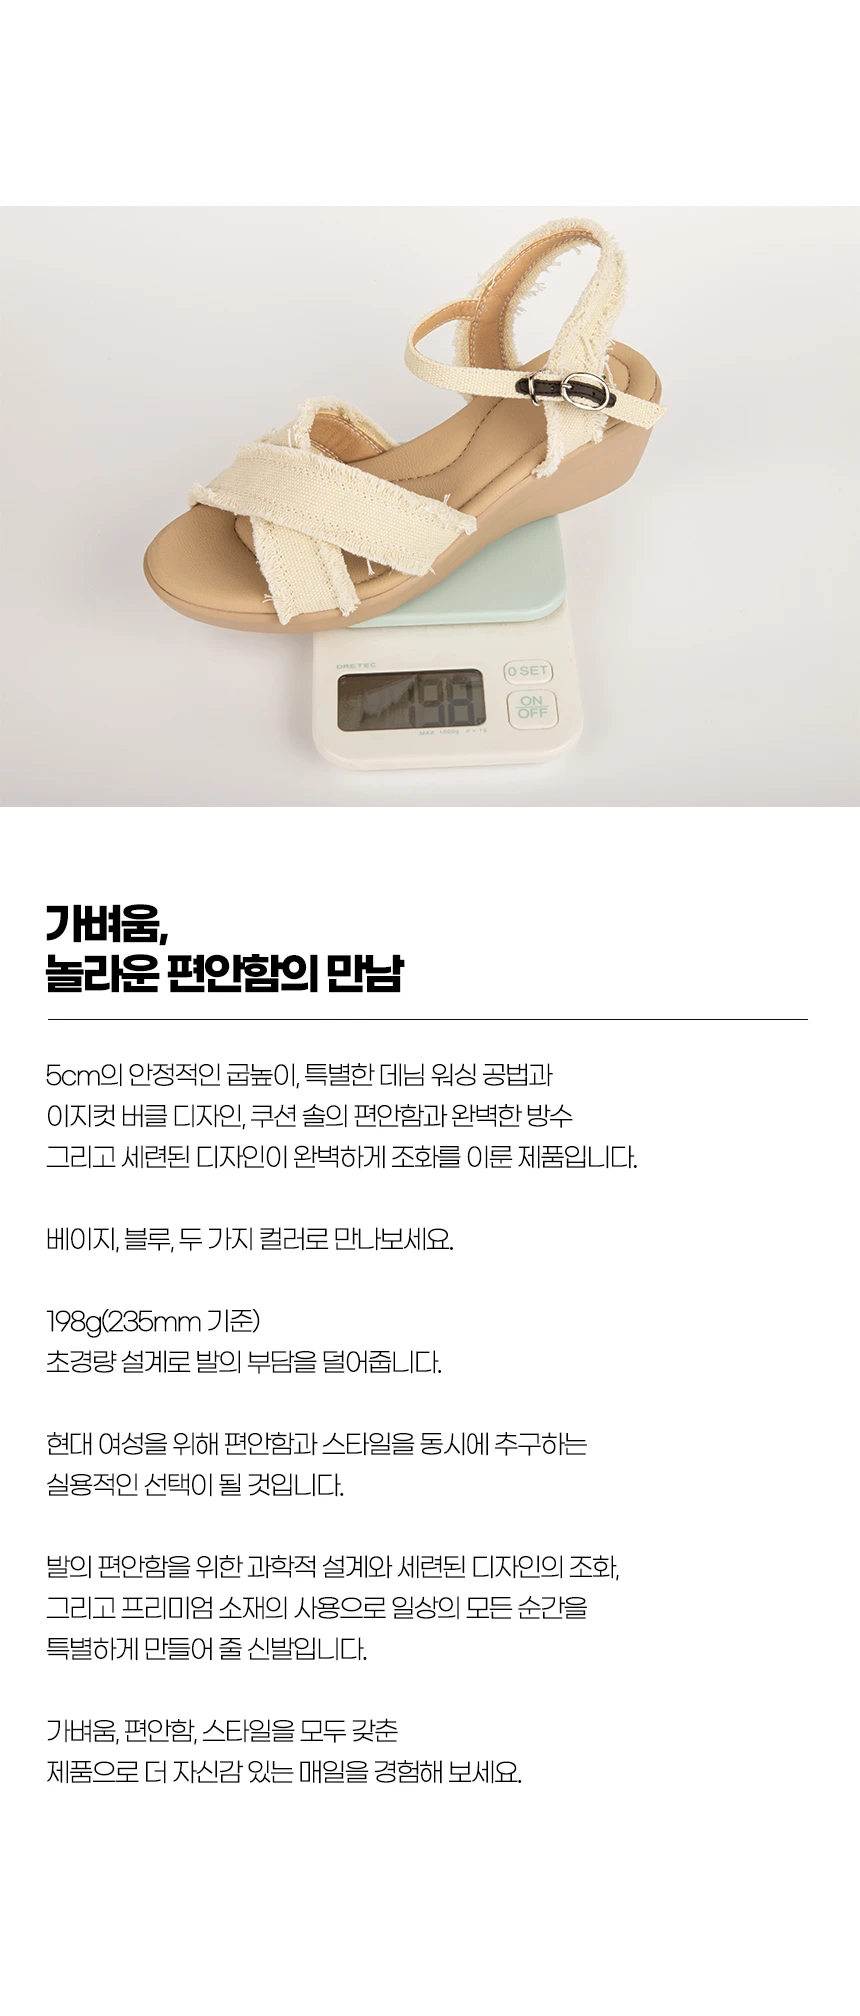 DRETEC
198
0 SET
ON
OFF
MAX 1000g d=1g
가벼움,
놀라운 편안함의 만남
5cm의 안정적인 굽높이, 특별한 데님 워싱 공법과
이지컷 버클 디자인, 쿠션 솔의 편안함과 완벽한 방수
그리고 세련된 디자인이 완벽하게 조화를 이룬 제품입니다.
베이지, 블루, 두 가지 컬러로 만나보세요.
198g(235mm 기준)
초경량 설계로 발의 부담을 덜어줍니다.
현대 여성을 위해 편안함과 스타일을 동시에 추구하는
실용적인 선택이 될 것입니다.
발의 편안함을 위한 과학적 설계와 세련된 디자인의 조화,
그리고 프리미엄 소재의 사용으로 일상의 모든 순간을
특별하게 만들어 줄 신발입니다.
가벼움, 편안함, 스타일을 모두 갖춘
제품으로 더 자신감 있는 매일을 경험해 보세요.